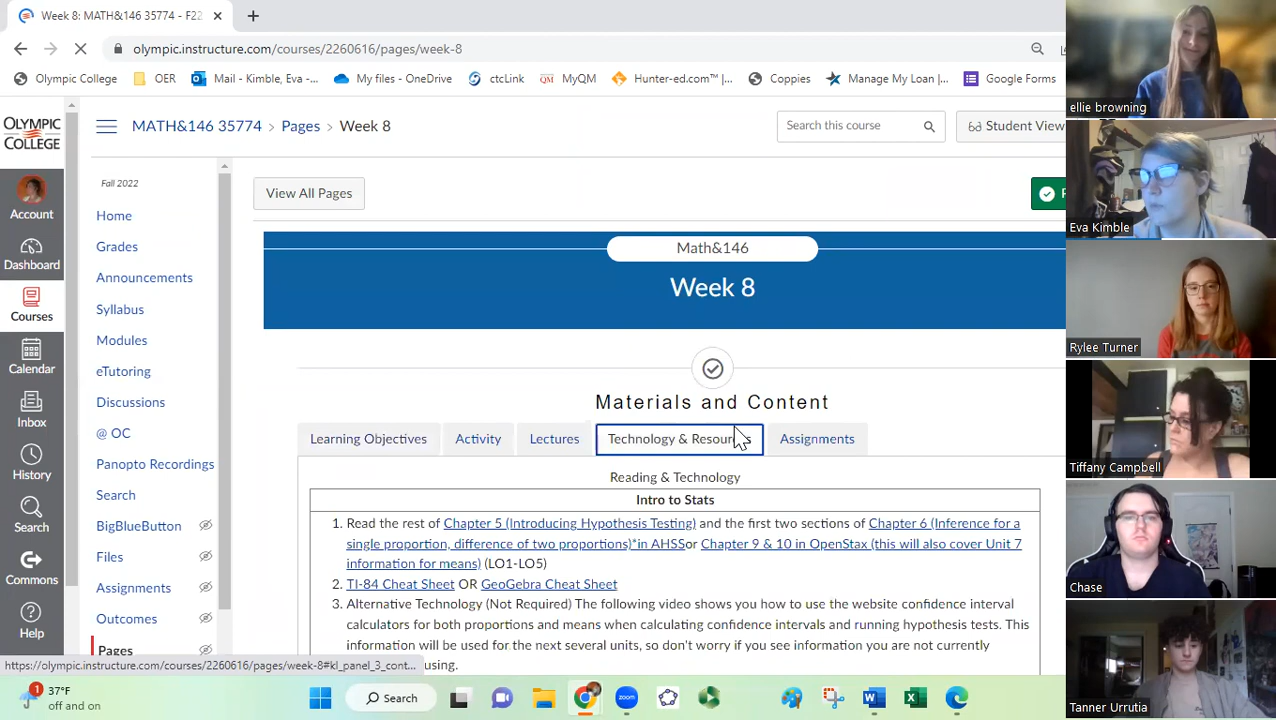 Week 8: MATH&146 35774 - F22
olympic.instructure.com/courses/2260616/pages/week-8
Olympic College
OER
Mail - Kimble, Eva -...
My files - OneDrive
ctcLink
QM
MyQM
Hunter-ed.com™ |...
Coppies
Manage My Loan |...
Google Forms
OLYMPIC
COLLEGE
MATH&146 35774
Pages
Week 8
Search this course
Student View
Account
Dashboard
Courses
Calendar
Inbox
History
Search
Commons
Help
Fall 2022
Home
Grades
Announcements
Syllabus
Modules
eTutoring
Discussions
@ OC
Panopto Recordings
Search
BigBlueButton
Files
Assignments
Outcomes
Pages
View All Pages
Math&146
Week 8
Materials and Content
Learning Objectives
Activity
Lectures
Technology & Resources
Assignments
Reading & Technology
Intro to Stats
1. Read the rest of Chapter 5 (Introducing Hypothesis Testing) and the first two sections of Chapter 6 (Inference for a
single proportion, difference of two proportions)*in AHSSor Chapter 9 & 10 in OpenStax (this will also cover Unit 7
information for means) (LO1-LO5)
2. TI-84 Cheat Sheet OR GeoGebra Cheat Sheet
3. Alternative Technology (Not Required) The following video shows you how to use the website confidence interval
calculators for both proportions and means when calculating confidence intervals and running hypothesis tests. This
information will be used for the next several units, so don't worry if you see information you are not currently
using.
https://olympic.instructure.com/courses/2260616/pages/week-8#kl_panel_3_cont...
ellie browning
Eva Kimble
Rylee Turner
Tiffany Campbell
Chase
Tanner Urrutia
1
37°F
off and on
Search
zoom